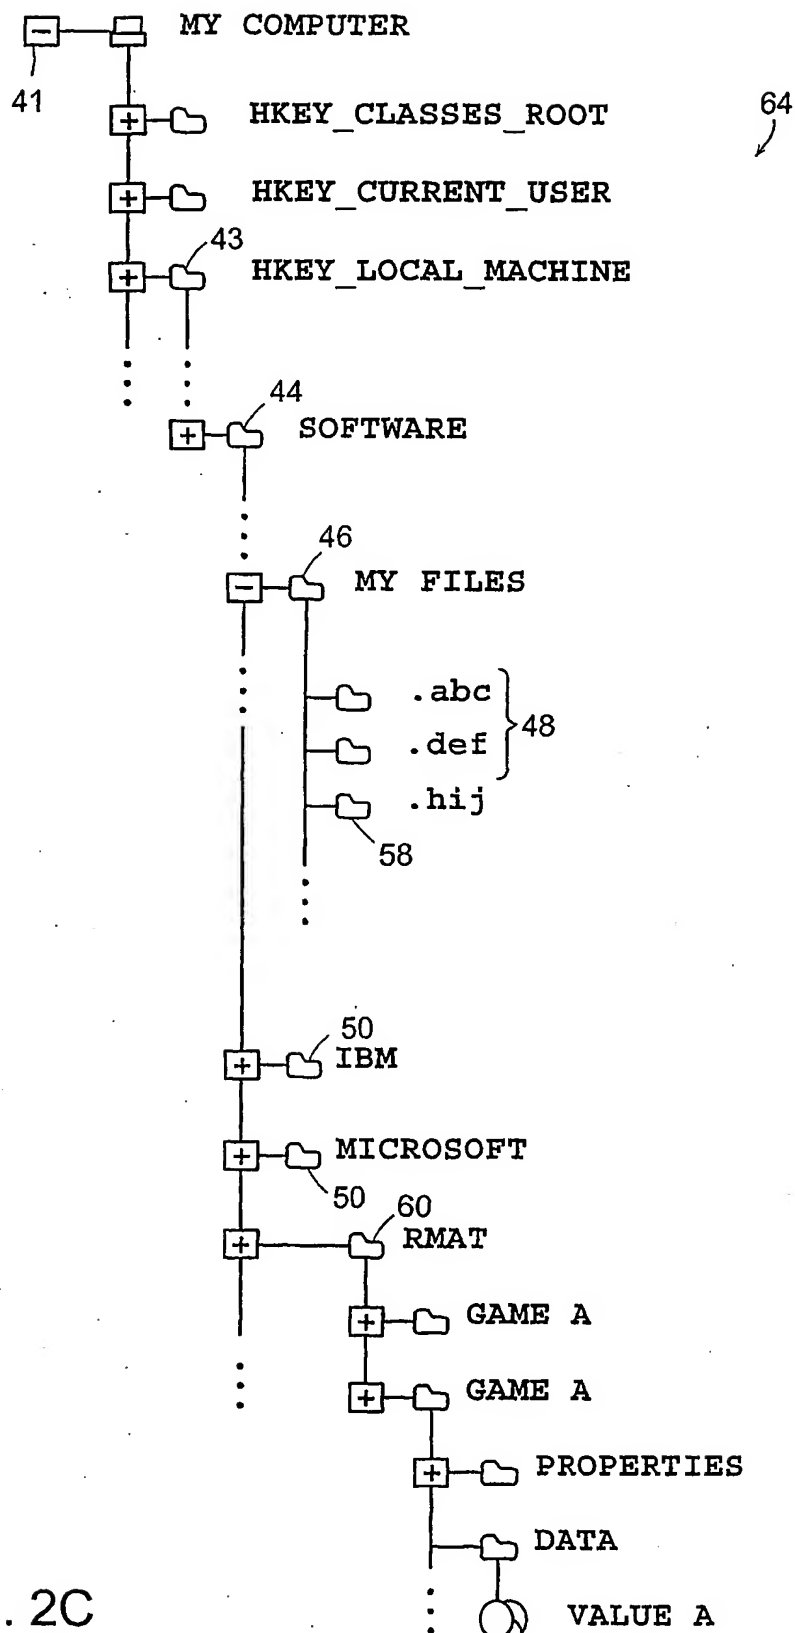 MY COMPUTER
41
HKEY_CLASSES_ROOT
64
HKEY_CURRENT_USER
43
HKEY_LOCAL_MACHINE
44
SOFTWARE
46
MY FILES
.abc
.def
48
.hij
58
50
IBM
MICROSOFT
50
60
RMAT
GAME A
GAME A
PROPERTIES
DATA
. 2C
VALUE A